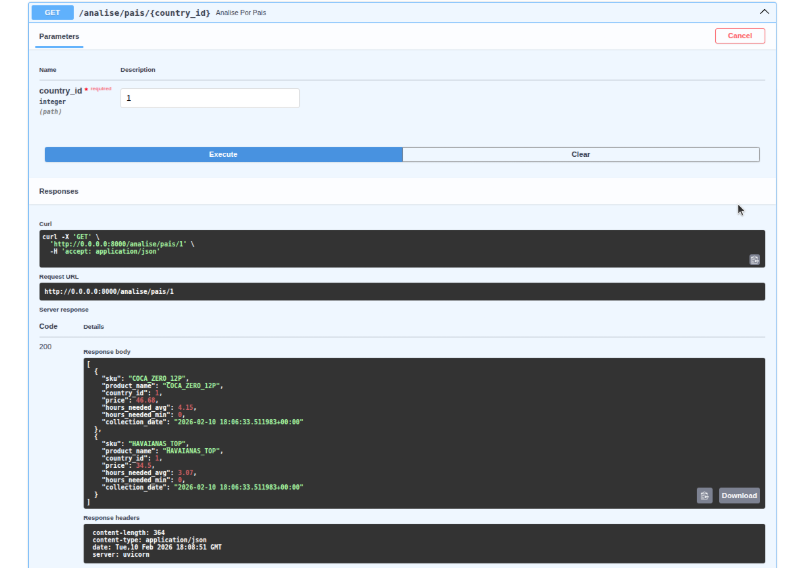 GET /analise/pais/{country_id} Analise Por Pais
Parameters
Cancel
Name Description
country_id * required
integer
(path)
1
Execute
Clear
Responses
Curl
curl -X 'GET' \
'http://0.0.0.0:8000/analise/pais/1' \
-H 'accept: application/json'
Request URL
http://0.0.0.0:8000/analise/pais/1
Server response
Code Details
200
Response body
[
{
"sku": "COCA_ZERO_12P",
"product_name": "COCA_ZERO_12P",
"country_id": 1,
"price": 46.68,
"hours_needed_avg": 4.15,
"hours_needed_min": 0,
"collection_date": "2026-02-10 18:06:33.511983+00:00"
},
{
"sku": "HAVAIANAS_TOP",
"product_name": "HAVAIANAS_TOP",
"country_id": 1,
"price": 34.5,
"hours_needed_avg": 3.07,
"hours_needed_min": 0,
"collection_date": "2026-02-10 18:06:33.511983+00:00"
}
]
Download
Response headers
content-length: 364
content-type: application/json
date: Tue,10 Feb 2026 18:08:51 GMT
server: uvicorn